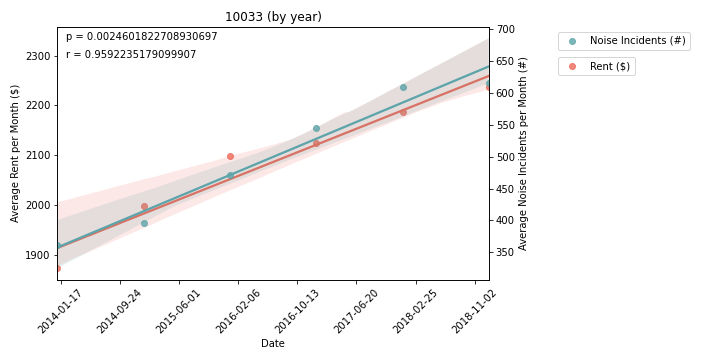 10033 (by year)
p = 0.0024601822708930697
r = 0.9592235179099907
Noise Incidents (#)
Rent ($)
Average Rent per Month ($)
2300
2200
2100
2000
1900
700
650
600
550
500
450
400
350
Average Noise Incidents per Month (#)
2014-01-17
2014-09-24
2015-06-01
2016-02-06
2016-10-13
2017-06-20
2018-02-25
2018-11-02
Date